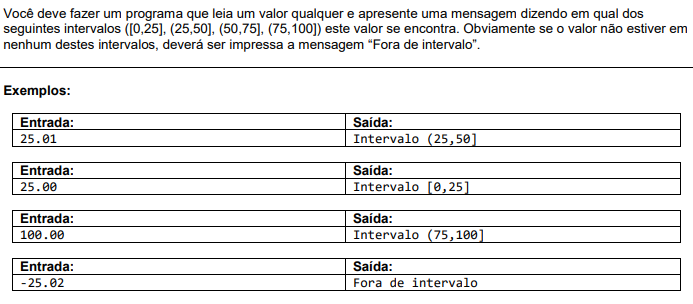 Você deve fazer um programa que leia um valor qualquer e apresente uma mensagem dizendo em qual dos
seguintes intervalos ([0,25], (25,50], (50,75], (75,100]) este valor se encontra. Obviamente se o valor não estiver em
nenhum destes intervalos, deverá ser impressa a mensagem “Fora de intervalo”.
Exemplos:
Entrada: Saída:
25.01 Intervalo (25,50]
Entrada: Saída:
25.00 Intervalo [0,25]
Entrada: Saída:
100.00 Intervalo (75,100]
Entrada: Saída:
-25.02 Fora de intervalo